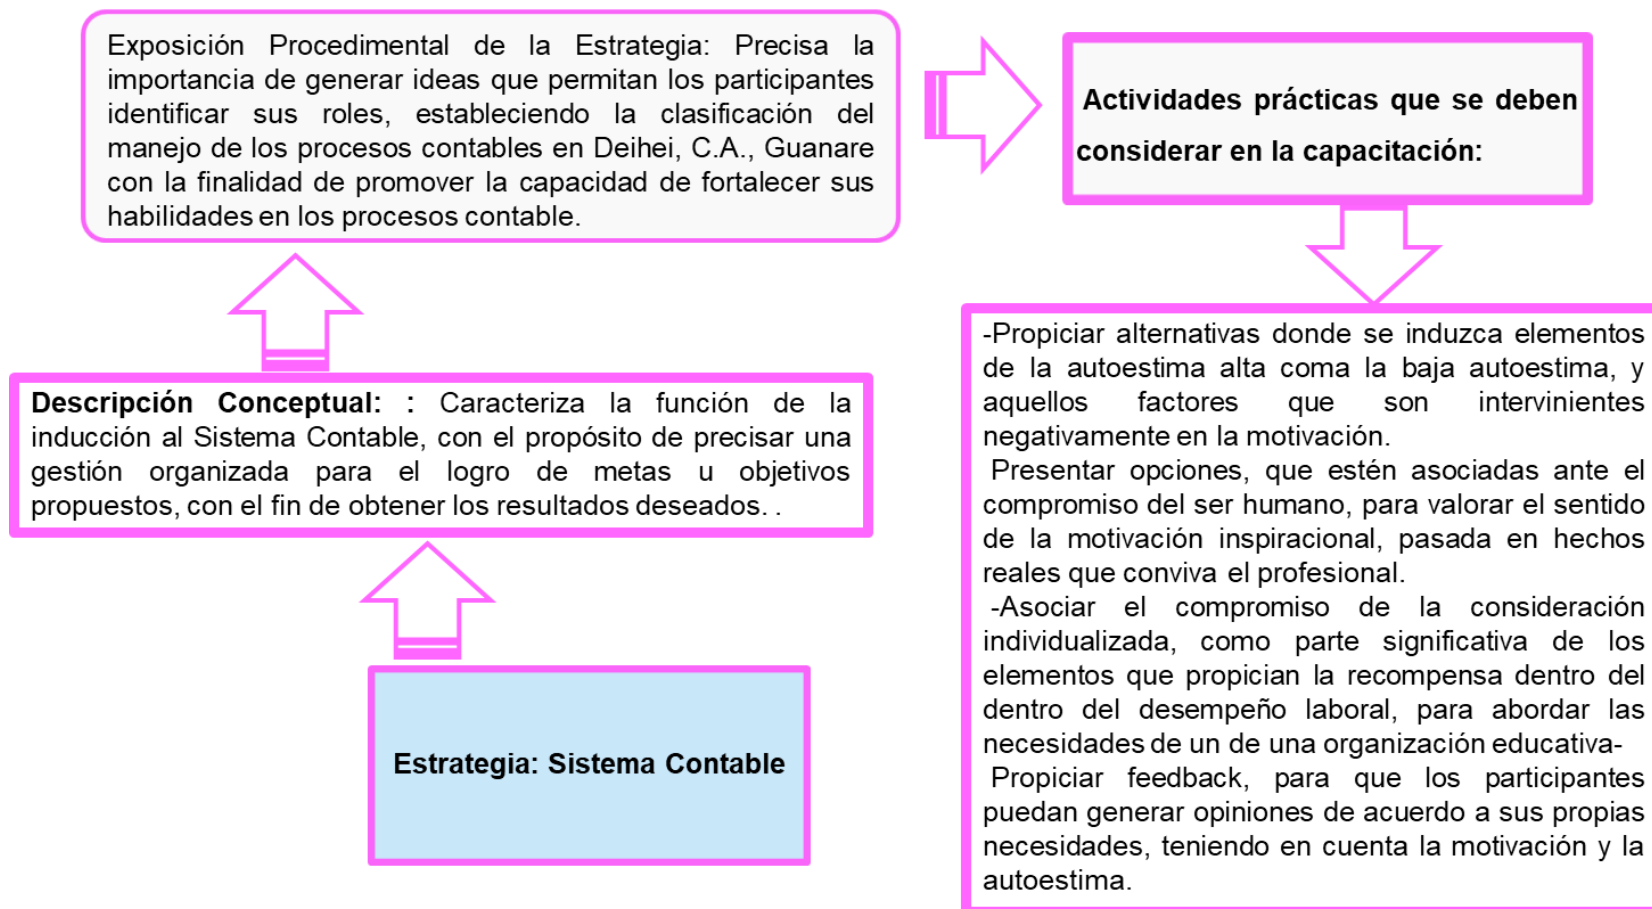 Exposición Procedimental de la Estrategia: Precisa la
importancia de generar ideas que permitan los participantes
identificar sus roles, estableciendo la clasificación del
manejo de los procesos contables en Deihei, C.A., Guanare
con la finalidad de promover la capacidad de fortalecer sus
habilidades en los procesos contable.
Actividades prácticas que se deben
considerar en la capacitación:
Descripción Conceptual: : Caracteriza la función de la
inducción al Sistema Contable, con el propósito de precisar una
gestión organizada para el logro de metas u objetivos
propuestos, con el fin de obtener los resultados deseados. .
Estrategia: Sistema Contable
-Propiciar alternativas donde se induzca elementos
de la autoestima alta coma la baja autoestima, y
aquellos factores que son intervinientes
negativamente en la motivación.
Presentar opciones, que estén asociadas ante el
compromiso del ser humano, para valorar el sentido
de la motivación inspiracional, pasada en hechos
reales que conviva el profesional.
-Asociar el compromiso de la consideración
individualizada, como parte significativa de los
elementos que propician la recompensa dentro del
dentro del desempeño laboral, para abordar las
necesidades de un de una organización educativa-
Propiciar feedback, para que los participantes
puedan generar opiniones de acuerdo a sus propias
necesidades, teniendo en cuenta la motivación y la
autoestima.